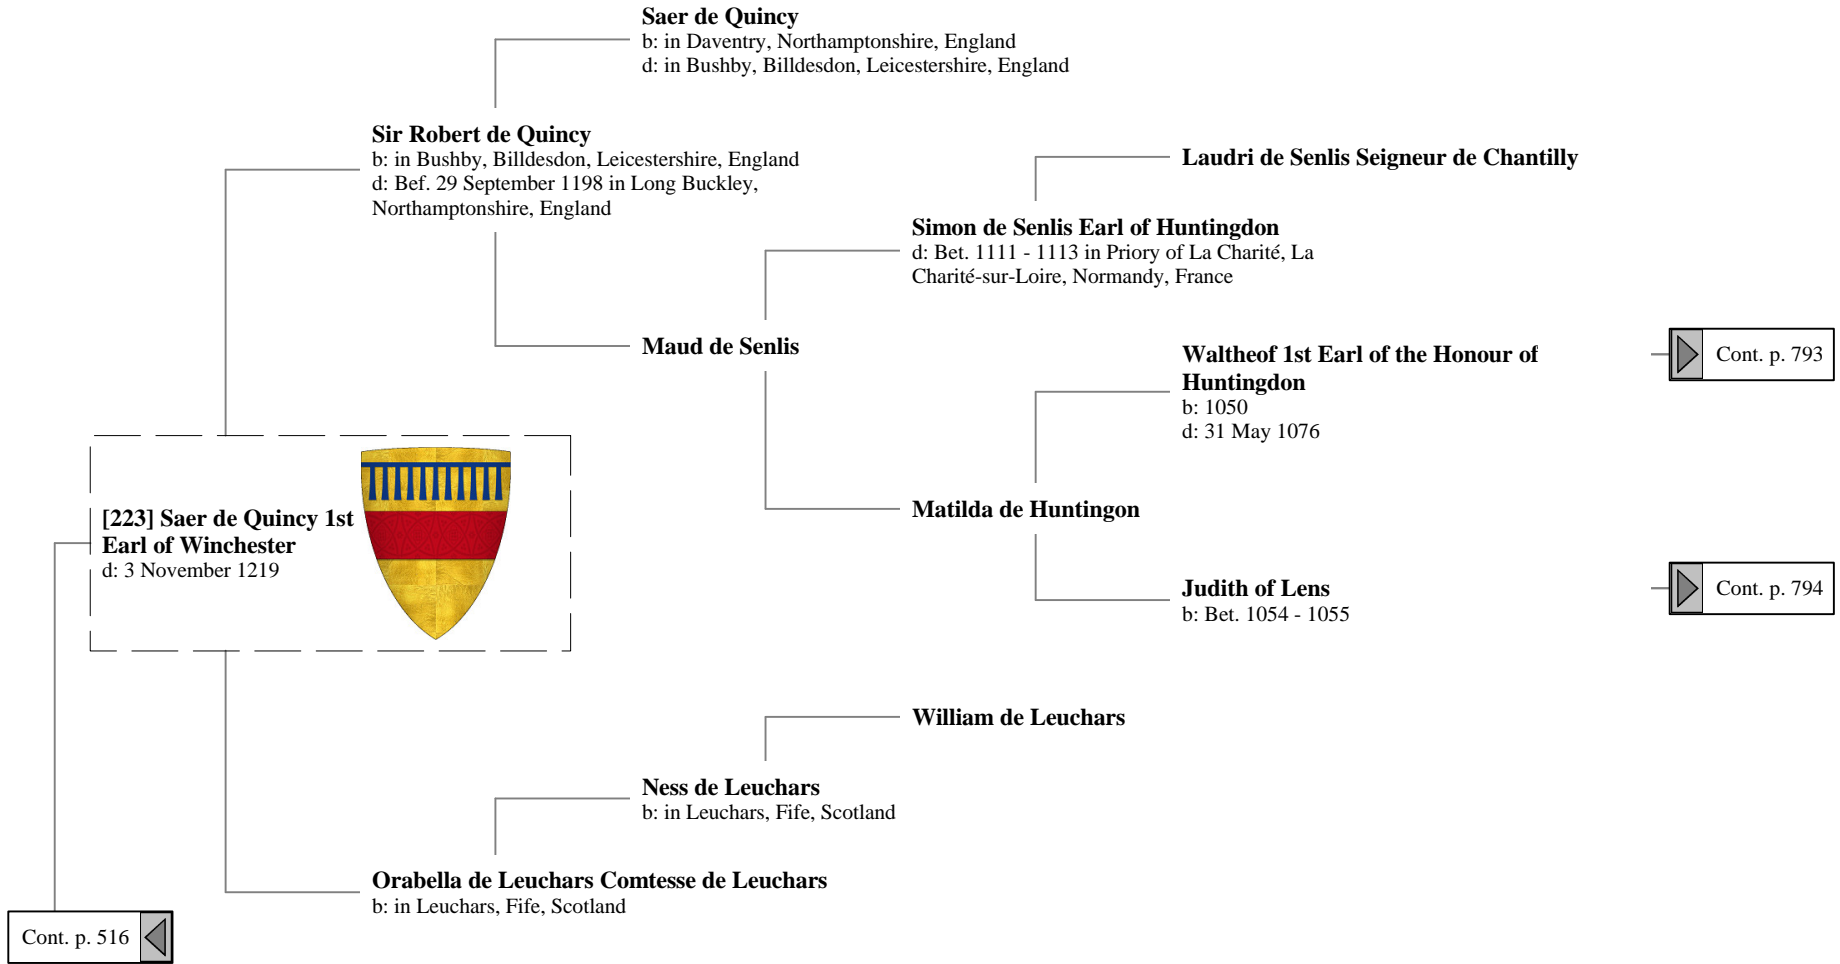 Saer de Quincy
b: in Daventry, Northamptonshire, England
d: in Bushby, Billdesdon, Leicestershire, England
Sir Robert de Quincy
b: in Bushby, Billdesdon, Leicestershire, England
d: Bef. 29 September 1198 in Long Buckley,
Northamptonshire, England
Laudri de Senlis Seigneur de Chantilly
Simon de Senlis Earl of Huntingdon
d: Bet. 1111 - 1113 in Priory of La Charité, La
Charité-sur-Loire, Normandy, France
Maud de Senlis
Waltheof 1st Earl of the Honour of
Huntingdon
b: 1050
d: 31 May 1076
Cont. p. 793
Matilda de Huntingon
[223] Saer de Quincy 1st
Earl of Winchester
d: 3 November 1219
Judith of Lens
b: Bet. 1054 - 1055
Cont. p. 794
William de Leuchars
Ness de Leuchars
b: in Leuchars, Fife, Scotland
Orabella de Leuchars Comtesse de Leuchars
b: in Leuchars, Fife, Scotland
Cont. p. 516